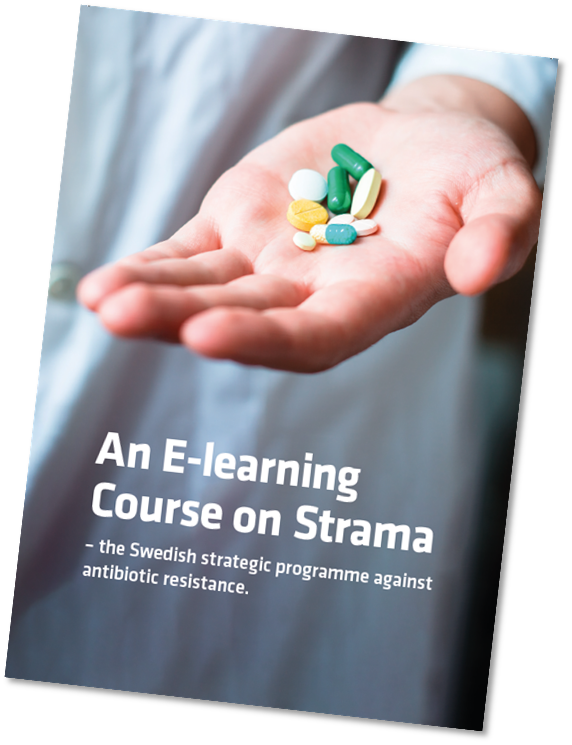 An E-learning
Course on Strama
– the Swedish strategic programme against
antibiotic resistance.